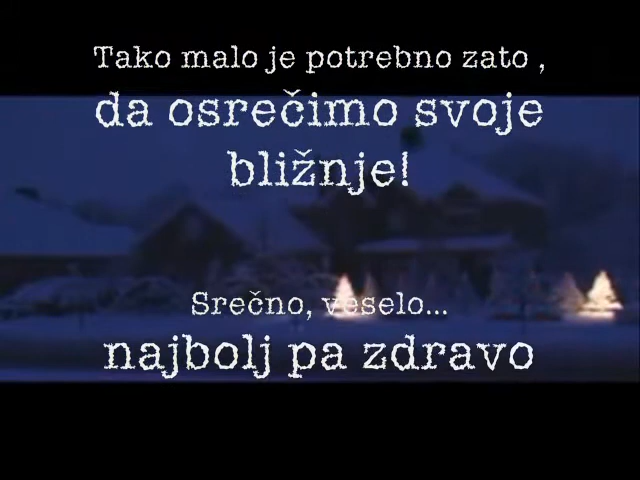 Tako malo je potrebno zato ,
da osrečimo svoje
bližnje!
Srečno, veselo...
najbolj pa zdravo